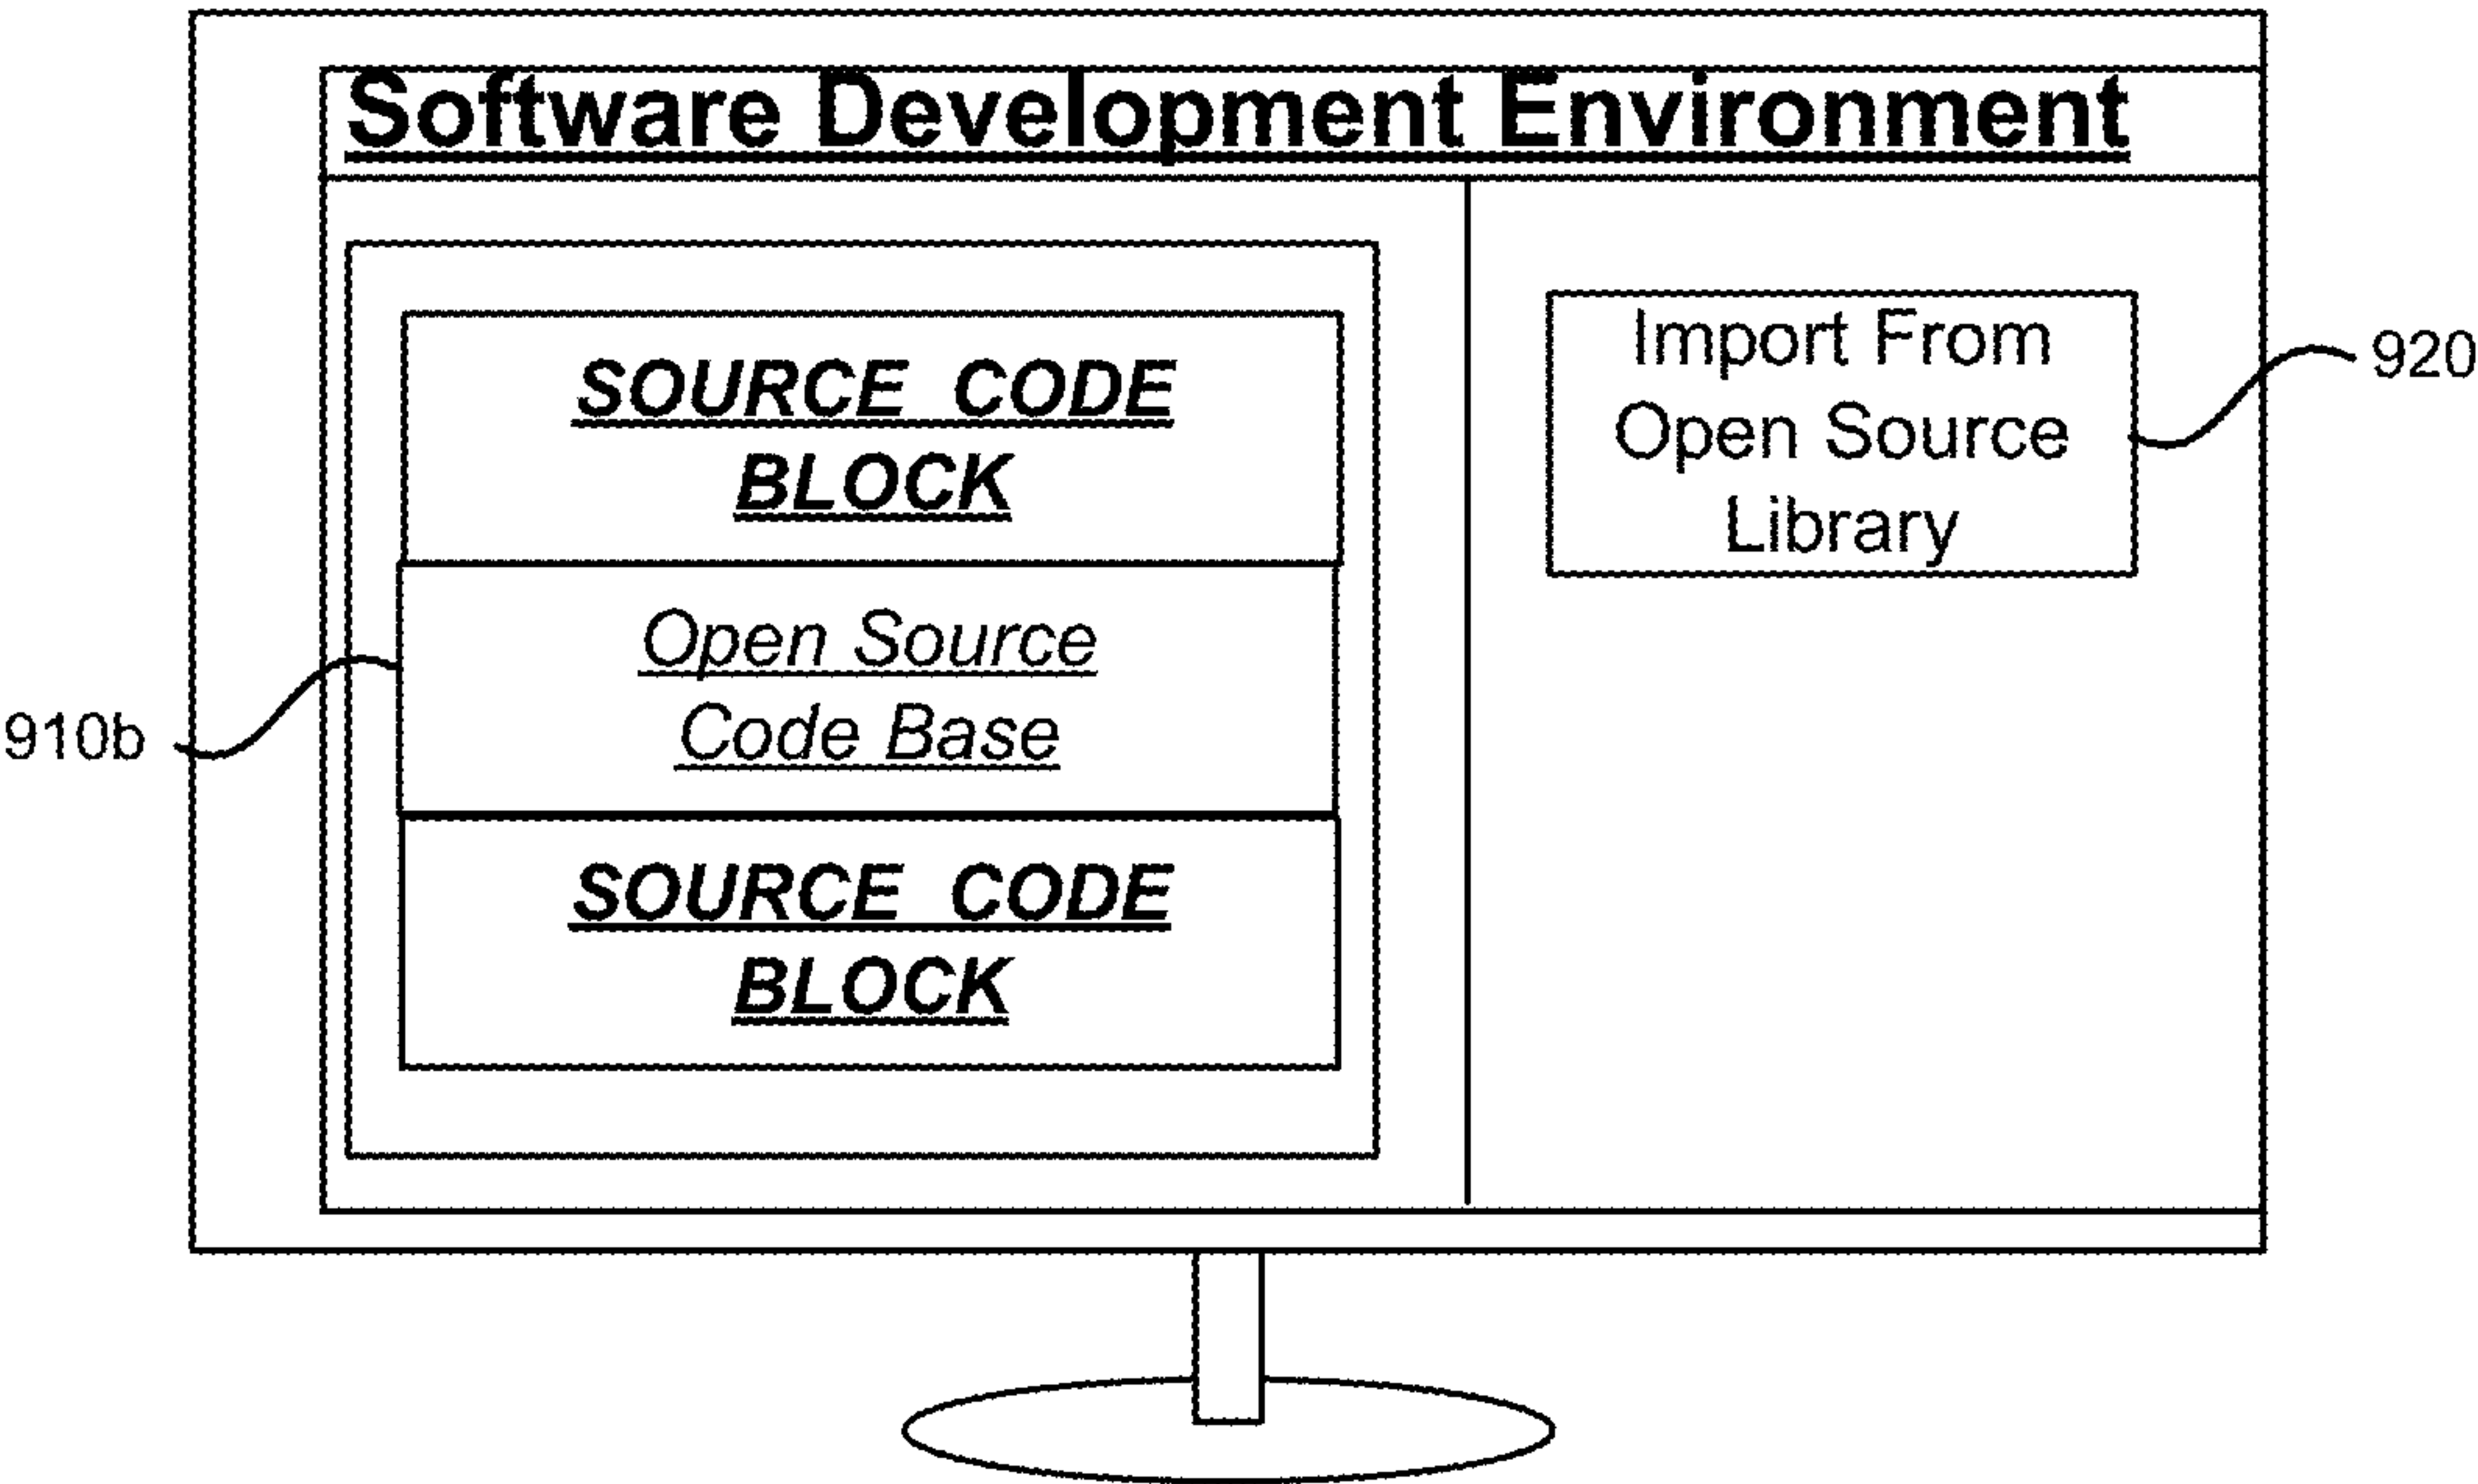 Software Development Environment
SOURCE CODE
BLOCK
Open Source
Code Base
SOURCE CODE
BLOCK
910b
Import From
Open Source
Library
920